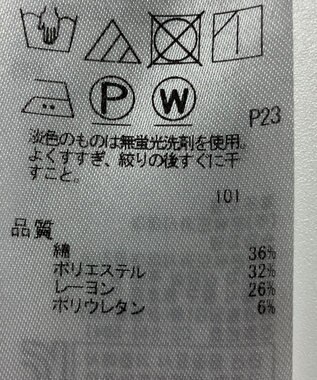 P
W
P23
淡色のものは無蛍光洗剤を使用。
よくすすぎ、絞りの後すぐに干
すこと。
101
品質
綿 36%
ポリエステル 32%
レーヨン 26%
ポリウレタン 6%